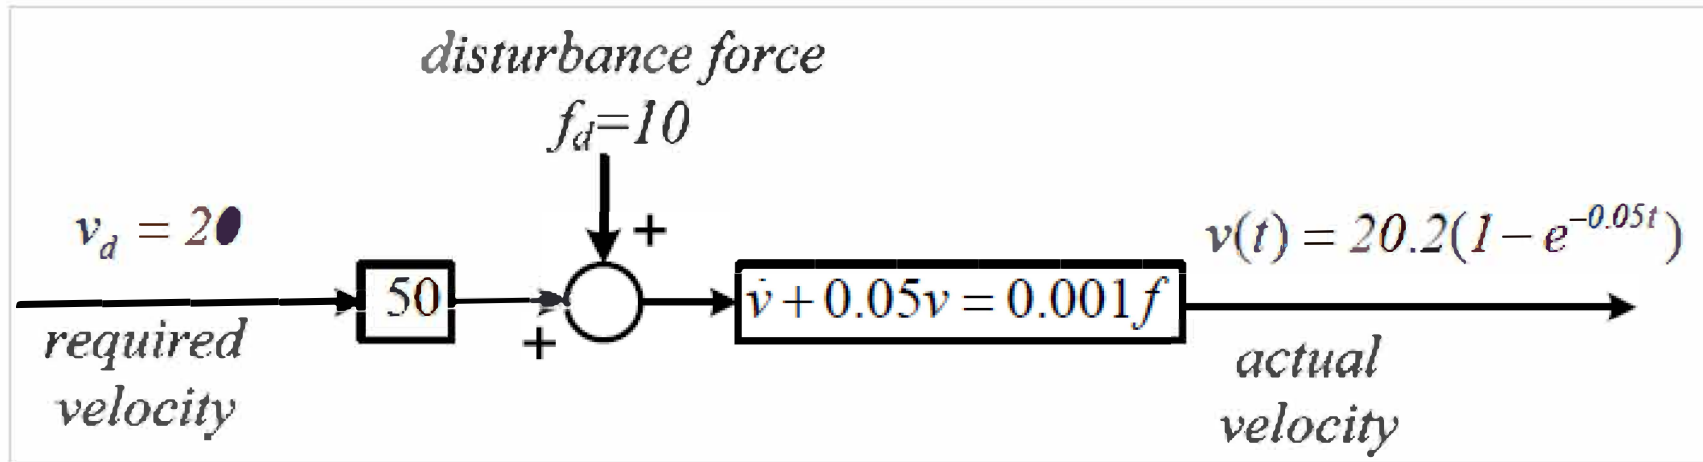 disturbance force
f_d=10
v_d = 20
v(t) = 20.2(1−e^{−0.05t})
+
50
v̇ + 0.05v = 0.001f
+
required
velocity
actual
velocity